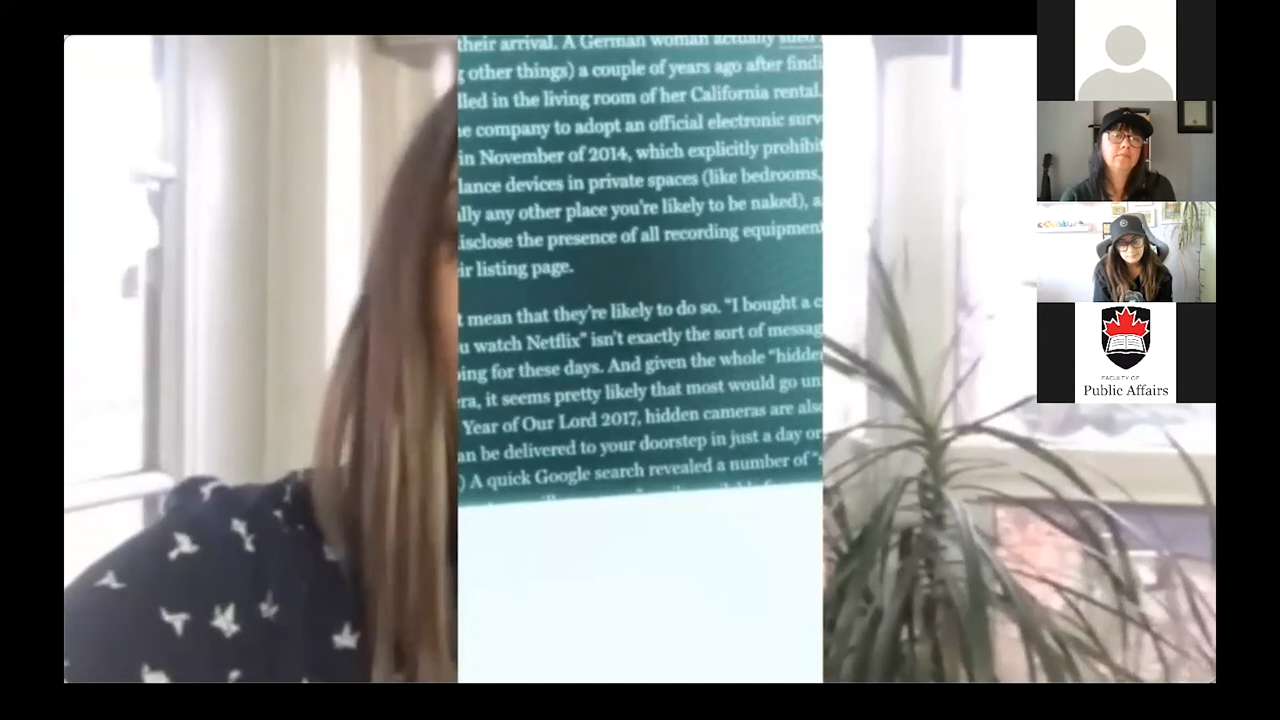 their arrival. A German woman actually sued
other things) a couple of years ago after findi
lled in the living room of her California rental.
e company to adopt an official electronic surv
in November of 2014, which explicitly prohibit
lance devices in private spaces (like bedrooms,
lly any other place you're likely to be naked), a
isclose the presence of all recording equipment
ir listing page.
t mean that they're likely to do so. "I bought a c
u watch Netflix" isn't exactly the sort of messag
ing for these days. And given the whole "hidden
ra, it seems pretty likely that most would go un
Year of Our Lord 2017, hidden cameras are also
an be delivered to your doorstep in just a day or
) A quick Google search revealed a number of "s
FACULTY OF
Public Affairs